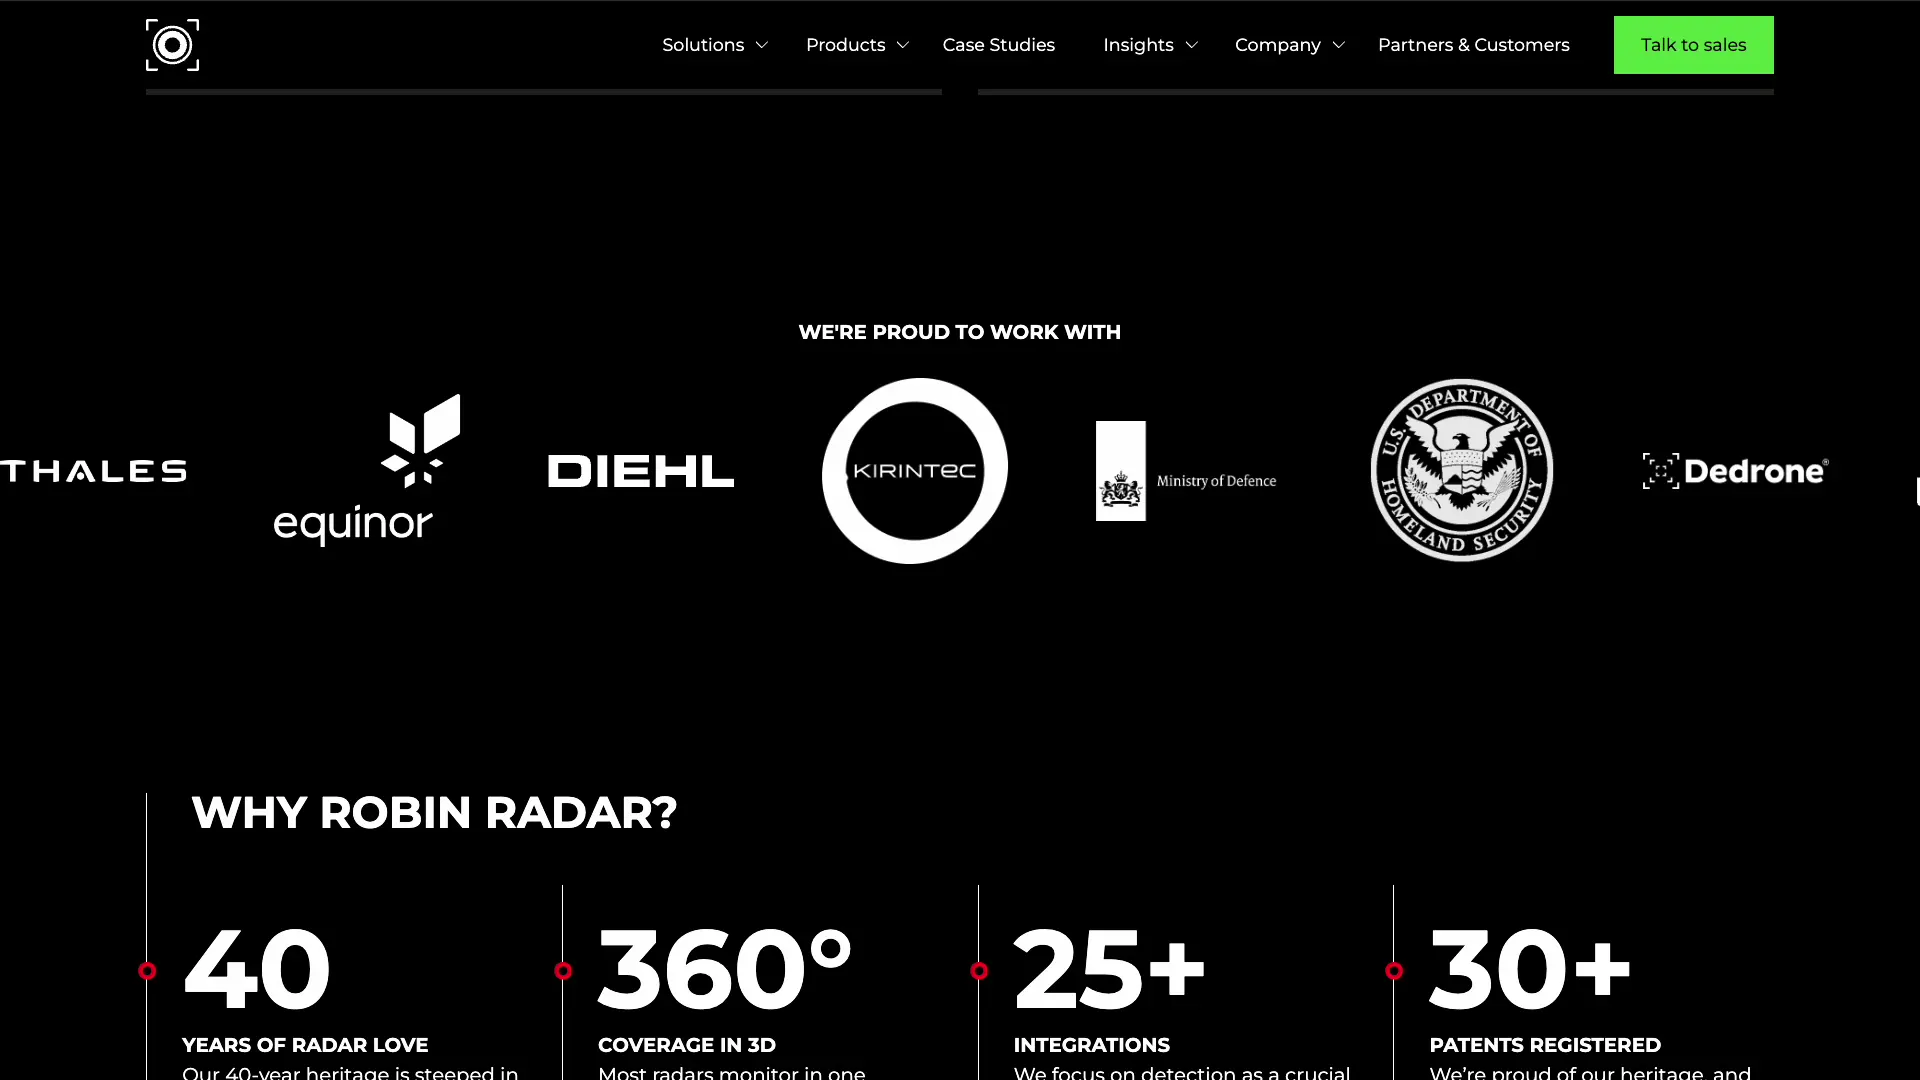 Solutions
Products
Case Studies
Insights
Company
Partners & Customers
Talk to sales
WE'RE PROUD TO WORK WITH
THALES
equinor
DIEHL
KIRINTEC
Ministry of Defence
U.S. DEPARTMENT OF
HOMELAND SECURITY
Dedrone®
WHY ROBIN RADAR?
40
YEARS OF RADAR LOVE
Our 40-year heritage is steeped in
360°
COVERAGE IN 3D
Most radars monitor in one
25+
INTEGRATIONS
We focus on detection as a crucial
30+
PATENTS REGISTERED
We’re proud of our heritage, and